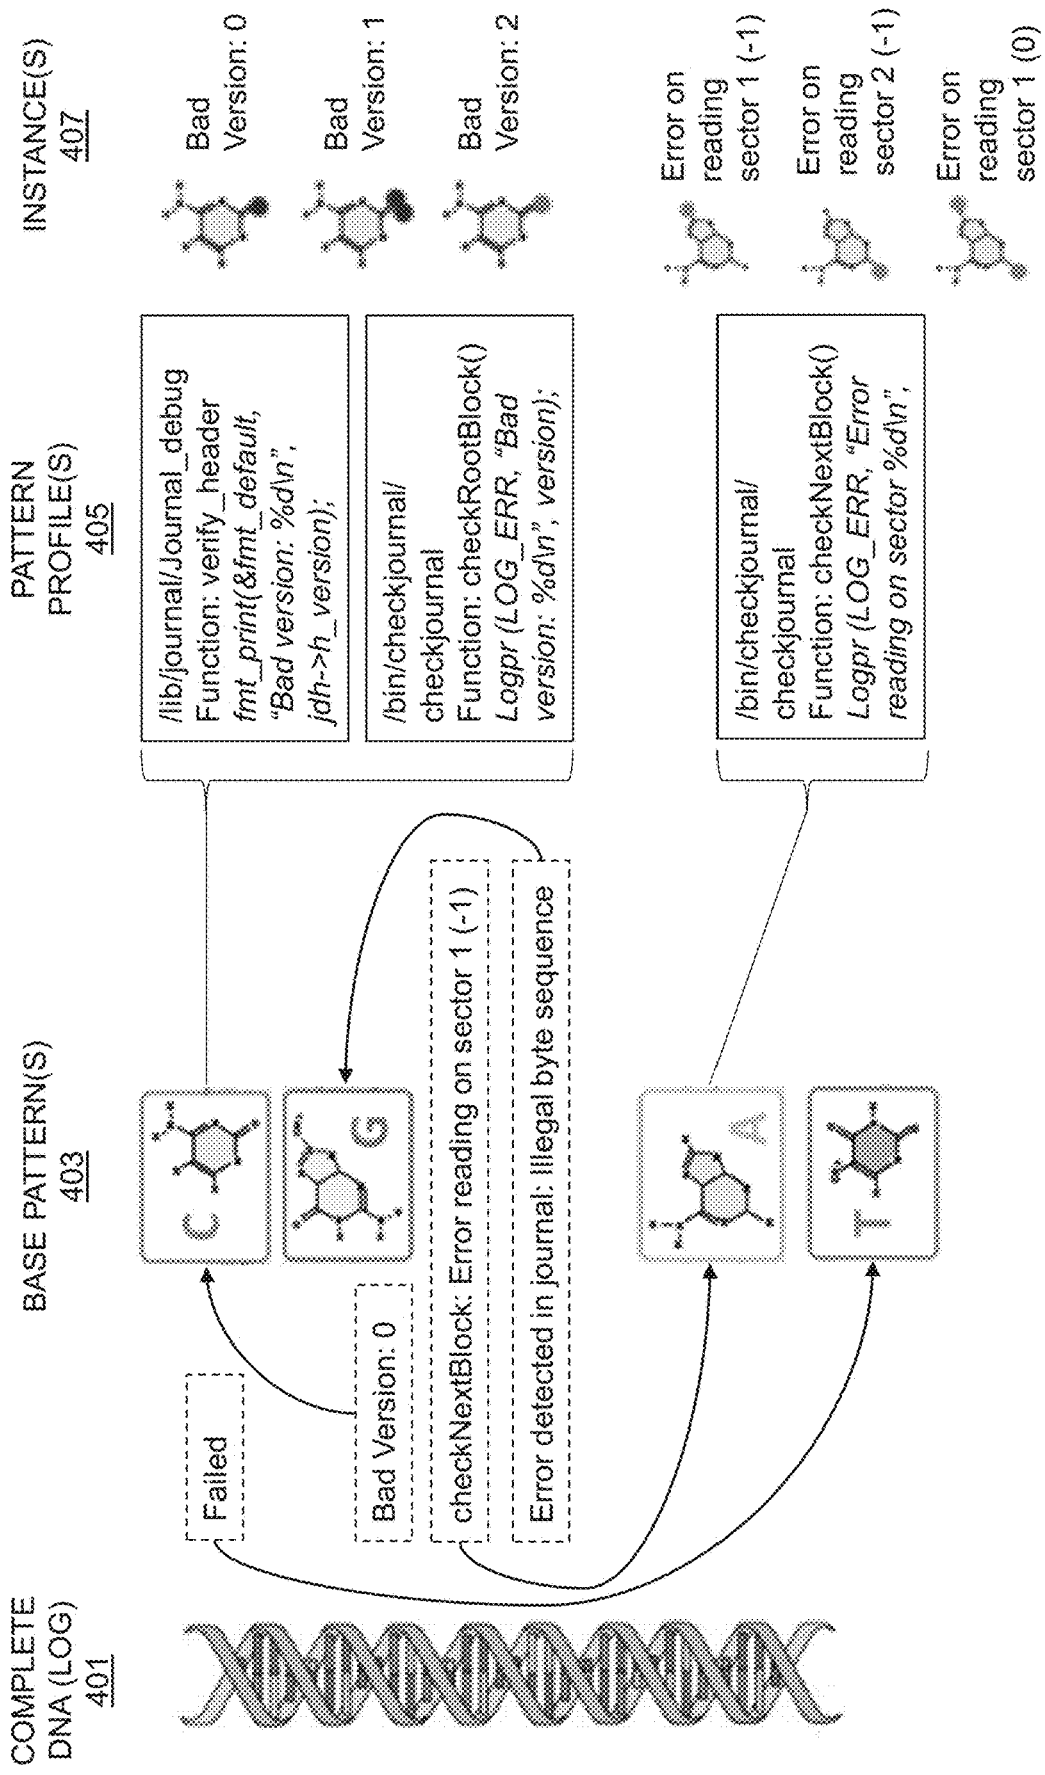 COMPLETE
DNA (LOG)
401
BASE PATTERN(S)
403
PATTERN
PROFILE(S)
405
INSTANCE(S)
407
Failed
Bad Version: 0
checkNextBlock: Error reading on sector 1 (-1)
Error detected in journal: Illegal byte sequence
C
G
A
T
/lib/journal/Journal_debug
Function: verify_header
fmt_print(&fmt_default,
"Bad version: %d\n",
jdh->h_version);
/bin/checkjournal/
checkjournal
Function: checkRootBlock()
Logpr (LOG_ERR, "Bad
version: %d\n", version);
/bin/checkjournal/
checkjournal
Function: checkNextBlock()
Logpr (LOG_ERR, "Error
reading on sector %d\n",
Bad
Version: 0
Bad
Version: 1
Bad
Version: 2
Error on
reading
sector 1 (-1)
Error on
reading
sector 2 (-1)
Error on
reading
sector 1 (0)